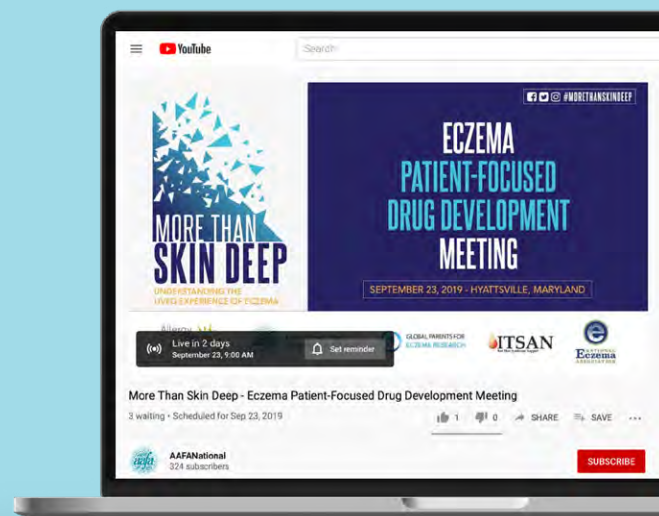 YouTube
Search
#MORETHANSKINDEEP
ECZEMA
PATIENT-FOCUSED
DRUG DEVELOPMENT
MEETING
SEPTEMBER 23, 2019 - HYATTSVILLE, MARYLAND
MORE THAN
SKIN DEEP
UNDERSTANDING THE
LIVED EXPERIENCE OF ECZEMA
Allergy
Live in 2 days
September 23, 9:00 AM
Set reminder
GLOBAL PARENTS FOR
ECZEMA RESEARCH
ITSAN
NATIONAL
Eczema
ASSOCIATION
More Than Skin Deep - Eczema Patient-Focused Drug Development Meeting
3 waiting • Scheduled for Sep 23, 2019
1
0
SHARE
SAVE
aafa
AAFANational
324 subscribers
SUBSCRIBE